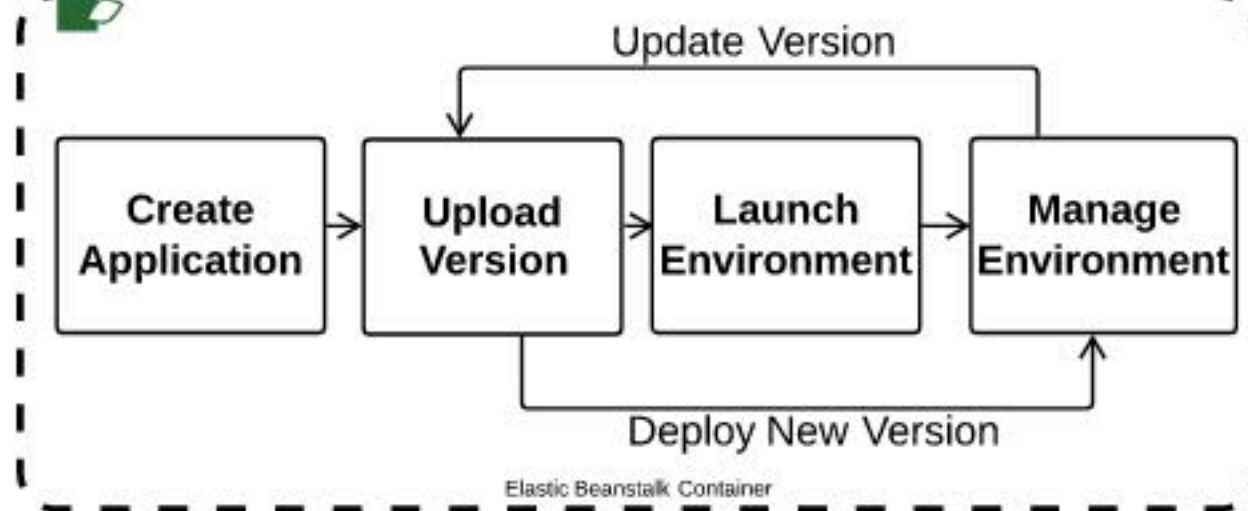 Update Version
Create
Application
Upload
Version
Launch
Environment
Manage
Environment
Deploy New Version
Elastic Beanstalk Container